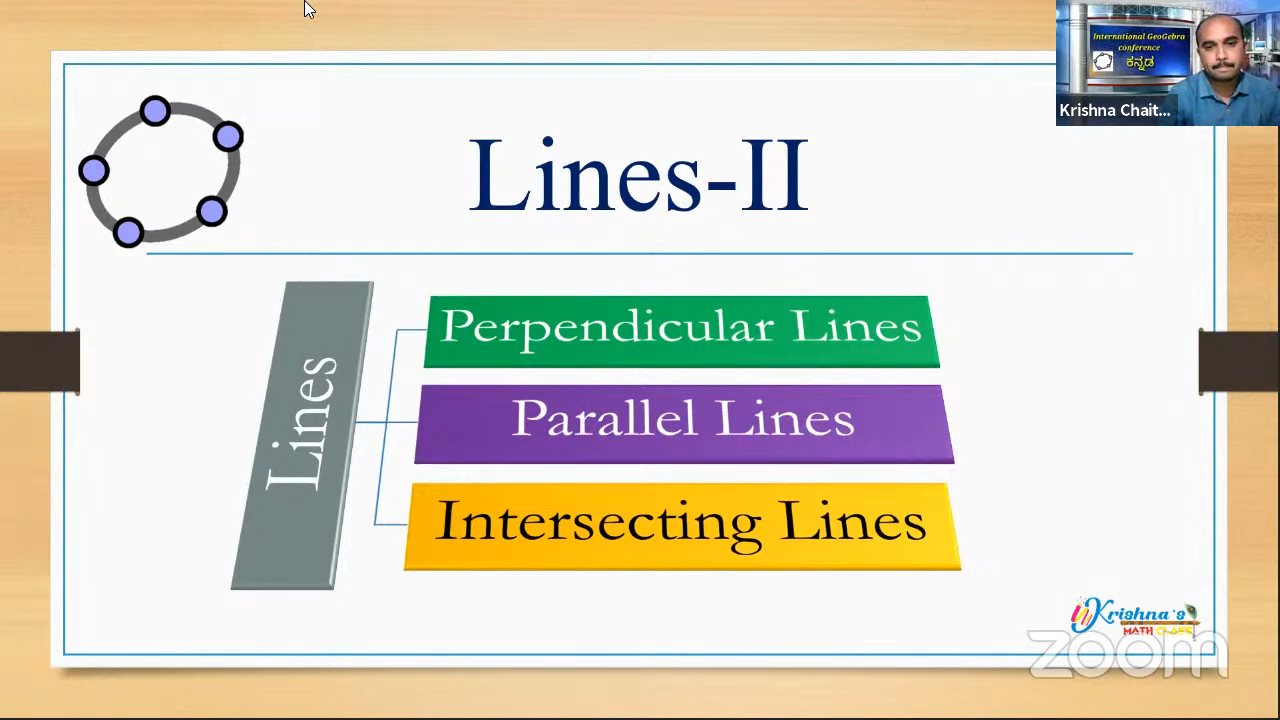 International GeoGebra
conference
ಕನ್ನಡ
Krishna Chait...
Lines-II
Lines
Perpendicular Lines
Parallel Lines
Intersecting Lines
Krishna's
MATH CLASS
zoom